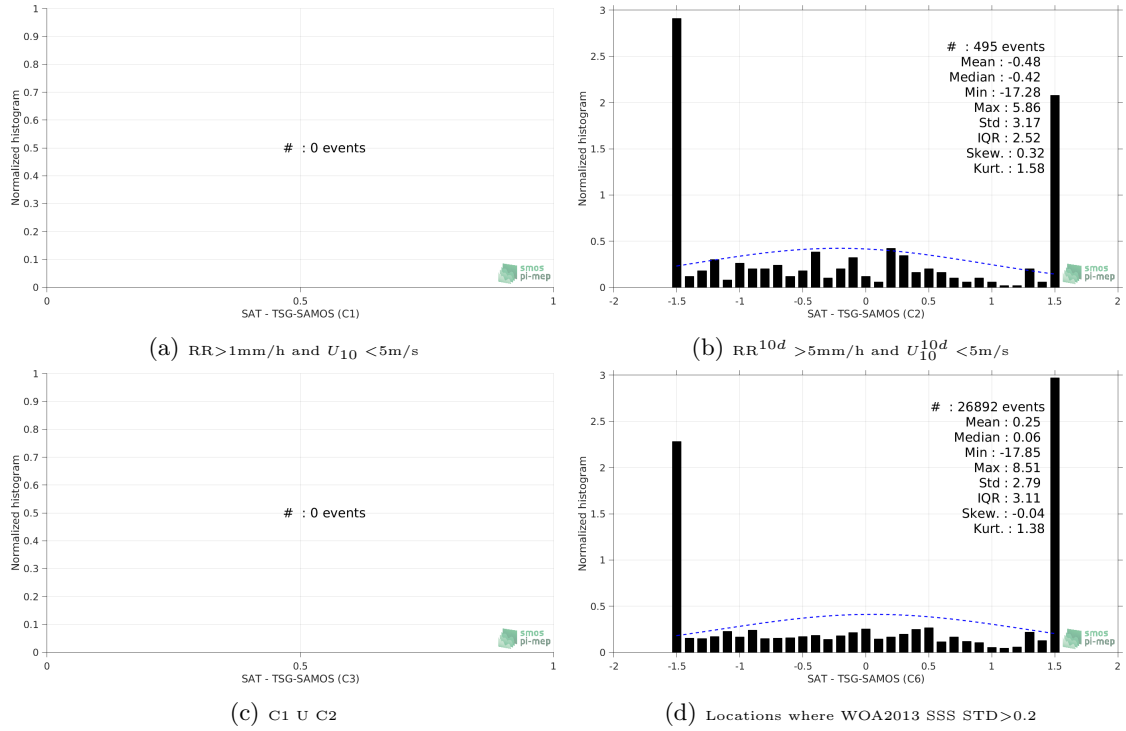 1
0.9
0.8
0.7
0.6
0.5
0.4
0.3
0.2
0.1
0
Normalized histogram
# : 0 events
smos
pi-mep
0 0.5 1
SAT - TSG-SAMOS (C1)
(a) RR>1mm/h and U10 <5m/s
3
2.5
2
1.5
1
0.5
0
Normalized histogram
# : 495 events
Mean : -0.48
Median : -0.42
Min : -17.28
Max : 5.86
Std : 3.17
IQR : 2.52
Skew. : 0.32
Kurt. : 1.58
smos
pi-mep
-2 -1.5 -1 -0.5 0 0.5 1 1.5 2
SAT - TSG-SAMOS (C2)
(b) RR10d >5mm/h and U10d10 <5m/s
1
0.9
0.8
0.7
0.6
0.5
0.4
0.3
0.2
0.1
0
Normalized histogram
# : 0 events
smos
pi-mep
0 0.5 1
SAT - TSG-SAMOS (C3)
(c) C1 U C2
3
2.5
2
1.5
1
0.5
0
Normalized histogram
# : 26892 events
Mean : 0.25
Median : 0.06
Min : -17.85
Max : 8.51
Std : 2.79
IQR : 3.11
Skew. : -0.04
Kurt. : 1.38
smos
pi-mep
-2 -1.5 -1 -0.5 0 0.5 1 1.5 2
SAT - TSG-SAMOS (C6)
(d) Locations where WOA2013 SSS STD>0.2